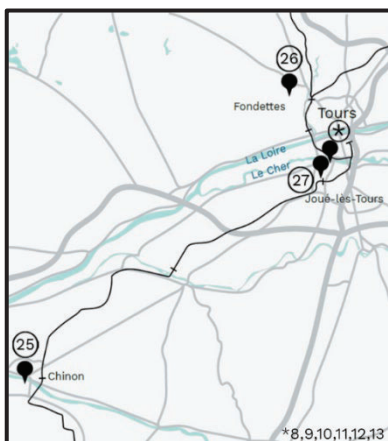 26
Fondettes
Tours
*
La Loire
Le Cher
27
Joué-lès-Tours
25
Chinon
*8,9,10,11,12,13